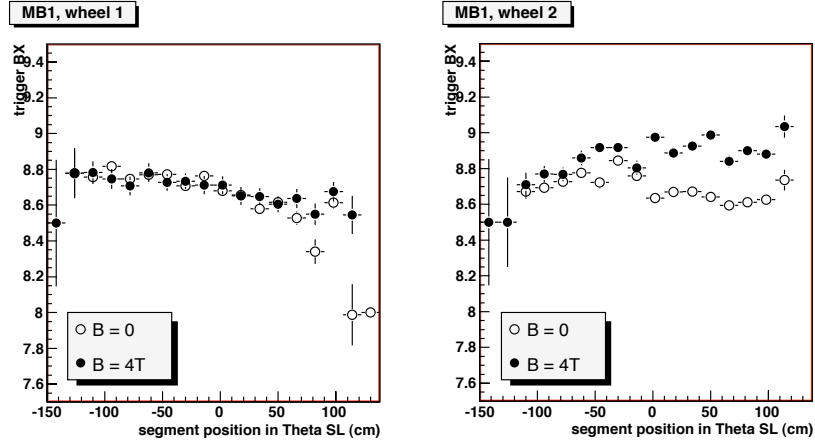 MB1, wheel 1
trigger BX
9.4
9.2
9
8.8
8.6
8.4
8.2
8
7.8
7.6
B = 0
B = 4T
-150 -100 -50 0 50 100
segment position in Theta SL (cm)
MB1, wheel 2
trigger BX
9.4
9.2
9
8.8
8.6
8.4
8.2
8
7.8
7.6
B = 0
B = 4T
-150 -100 -50 0 50 100
segment position in Theta SL (cm)